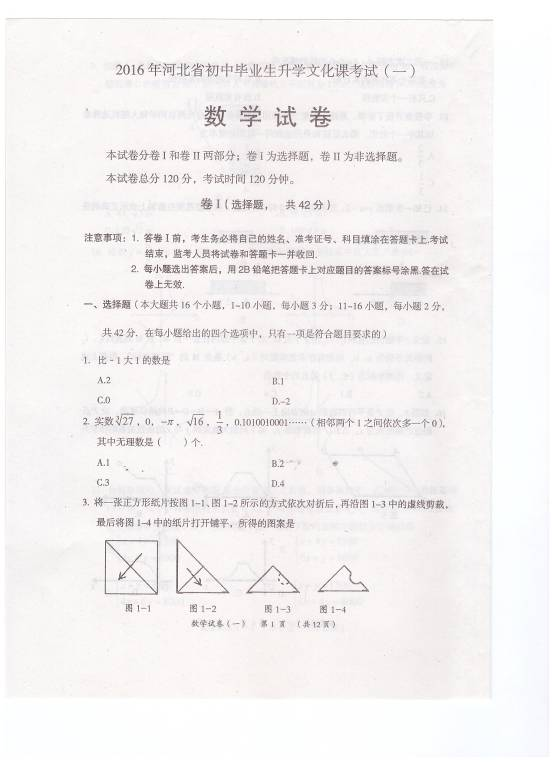 2016年河北省初中毕业生升学文化课考试(一)
数学试卷
本试卷分卷I和卷II两部分;卷I为选择题,卷II为非选择题。
本试卷总分120分,考试时间120分钟。
卷I(选择题, 共42分)
注意事项:1. 答卷I前,考生务必将自己的姓名、准考证号、科目填涂在答题卡上.考试
结束,监考人员将试卷和答题卡一并收回.
2. 每小题选出答案后,用2B铅笔把答题卡上对应题目的答案标号涂黑.答在试
卷上无效.
一、选择题(本大题共16个小题,1-10小题,每小题3分;11-16小题,每小题2分,
共42分.在每小题给出的四个选项中,只有一项是符合题目要求的)
1. 比-1大1的数是
A.2 B.1
C.0 D.-2
2. 实数∛27,0,-π,√16,1/3,0.1010010001……(相邻两个1之间依次多一个0),
其中无理数是( )个.
A.1 B.2
C.3 D.4
3. 将一张正方形纸片按图1-1、图1-2所示的方式依次对折后,再沿图1-3中的虚线剪裁,
最后将图1-4中的纸片打开铺平,所得的图案是
图1-1 图1-2 图1-3 图1-4
数学试卷(一) 第1页 (共12页)